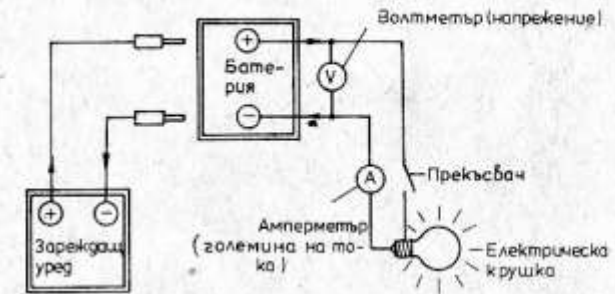 Волтметър (напрежение)
+
Бате-
рия
−
V
A
Прекъсвач
+ −
Зареждащ
уред
Амперметър
(големина на то-
ка)
Електрическа
крушка